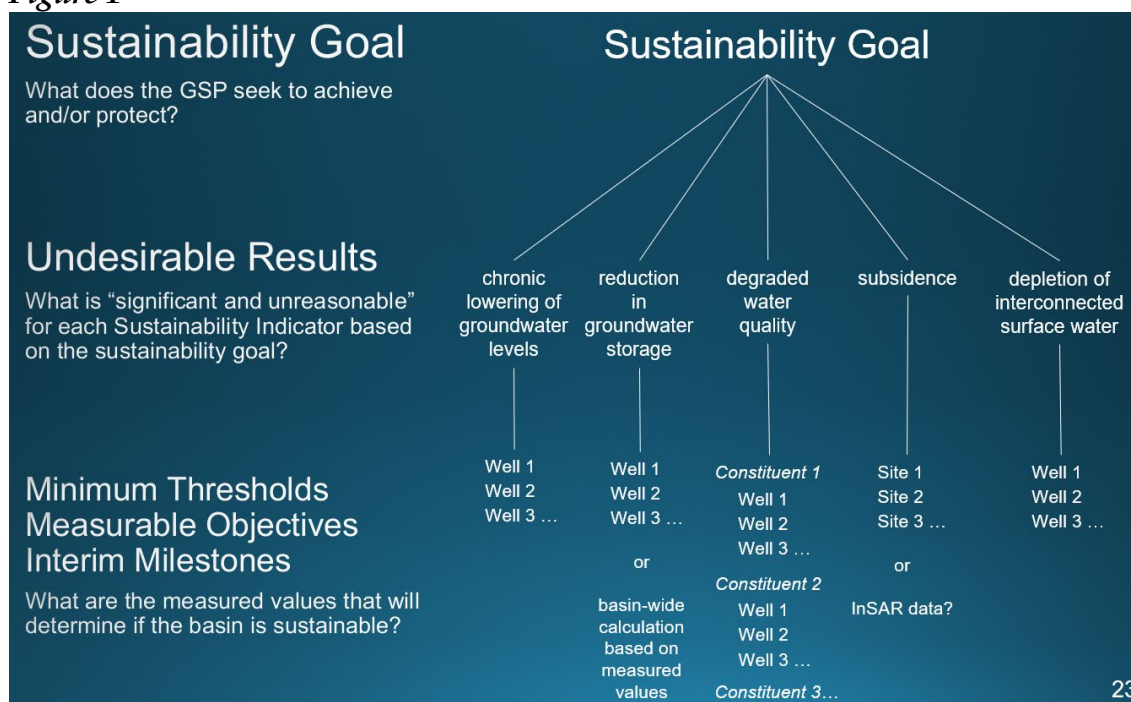 Figure 1
Sustainability Goal
What does the GSP seek to achieve
and/or protect?
Sustainability Goal
Undesirable Results
What is “significant and unreasonable”
for each Sustainability Indicator based
on the sustainability goal?
chronic
lowering of
groundwater
levels
reduction
in
groundwater
storage
degraded
water
quality
subsidence
depletion of
interconnected
surface water
Minimum Thresholds
Measurable Objectives
Interim Milestones
What are the measured values that will
determine if the basin is sustainable?
Well 1
Well 2
Well 3 …
Well 1
Well 2
Well 3 …
or
basin-wide
calculation
based on
measured
values
Constituent 1
Well 1
Well 2
Well 3 …
Constituent 2
Well 1
Well 2
Well 3 …
Constituent 3…
Site 1
Site 2
Site 3 …
or
InSAR data?
Well 1
Well 2
Well 3 …
23